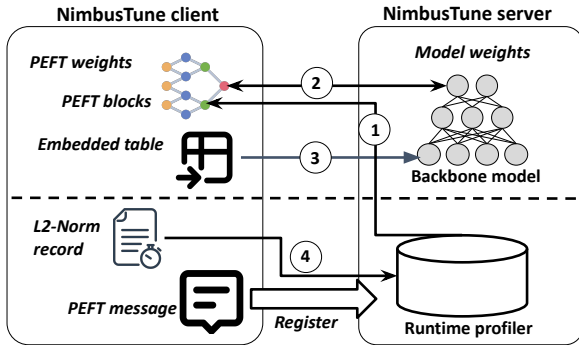 NimbusTune client
NimbusTune server
PEFT weights
Model weights
2
PEFT blocks
1
Embedded table
3
Backbone model
L2-Norm
record
4
PEFT message
Register
Runtime profiler